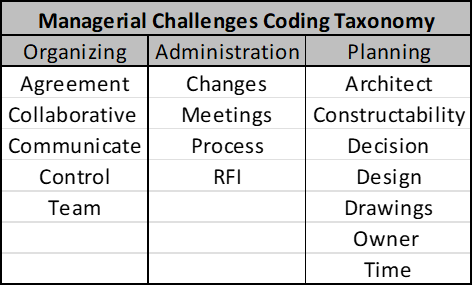 Managerial Challenges Coding Taxonomy
Organizing Administration Planning
Agreement Changes Architect
Collaborative Meetings Constructability
Communicate Process Decision
Control RFI Design
Team Drawings
Owner
Time